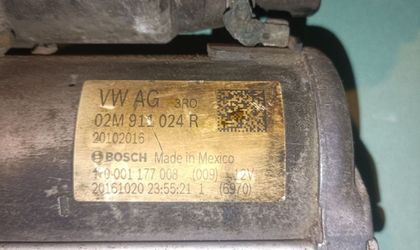 VW AG 3RO
02M 911 024 R
20102016
BOSCH Made in Mexico
0 001 177 008 (009) 12V
20161020 23:55:21 1 (6970)